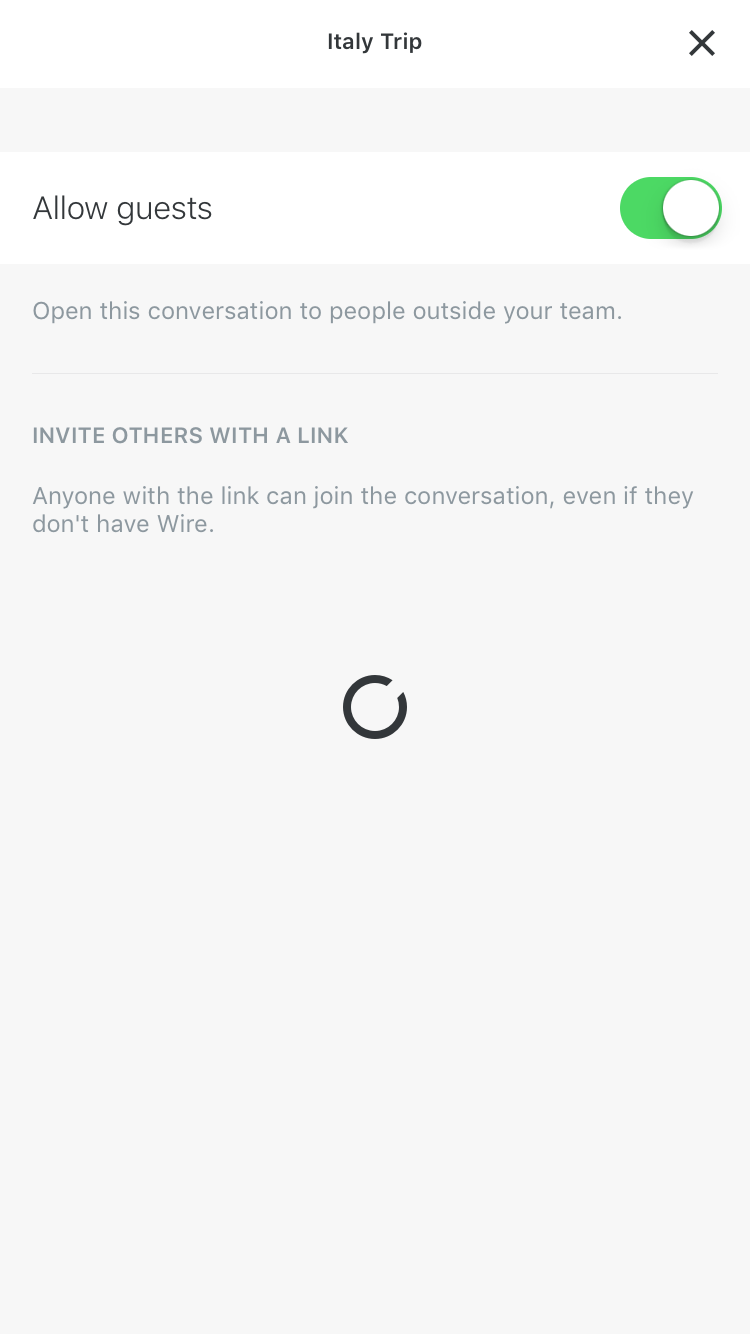 Italy Trip
Allow guests
Open this conversation to people outside your team.
INVITE OTHERS WITH A LINK
Anyone with the link can join the conversation, even if they
don't have Wire.